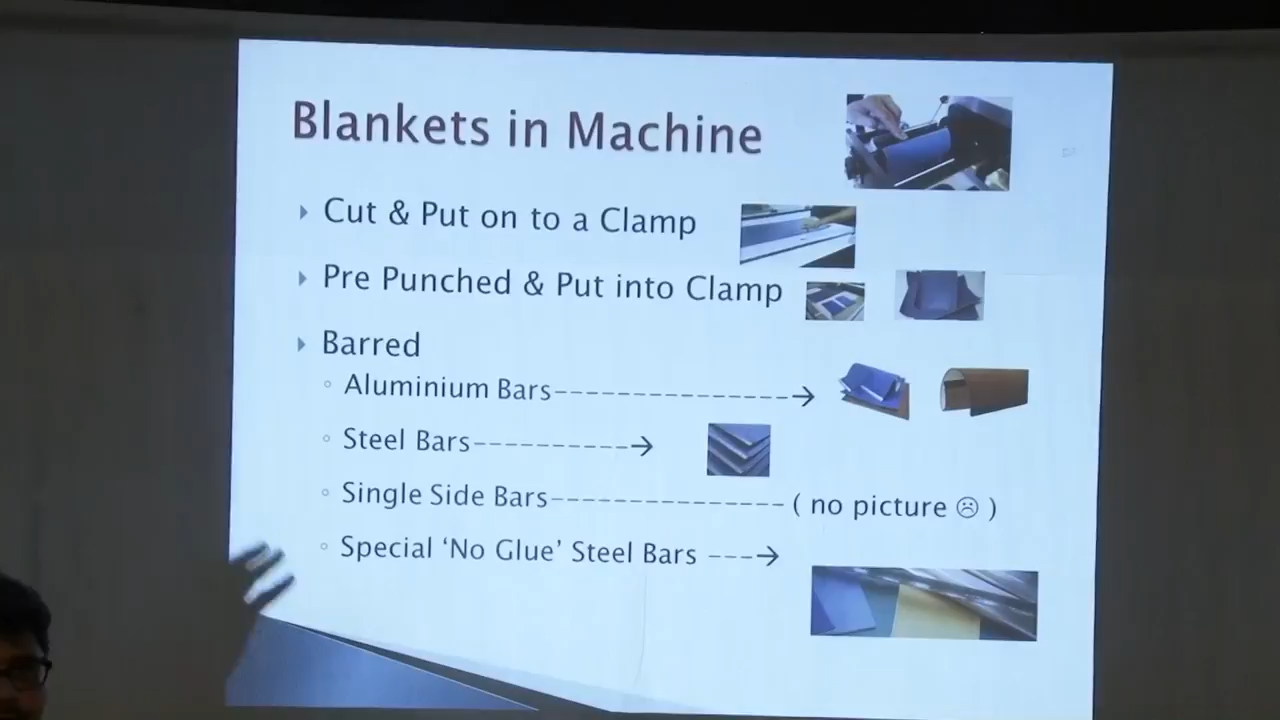 Blankets in Machine
Cut & Put on to a Clamp
Pre Punched & Put into Clamp
Barred
Aluminium Bars---------------→
Steel Bars----------→
Single Side Bars-------------- ( no picture ☹ )
Special ‘No Glue’ Steel Bars ---→